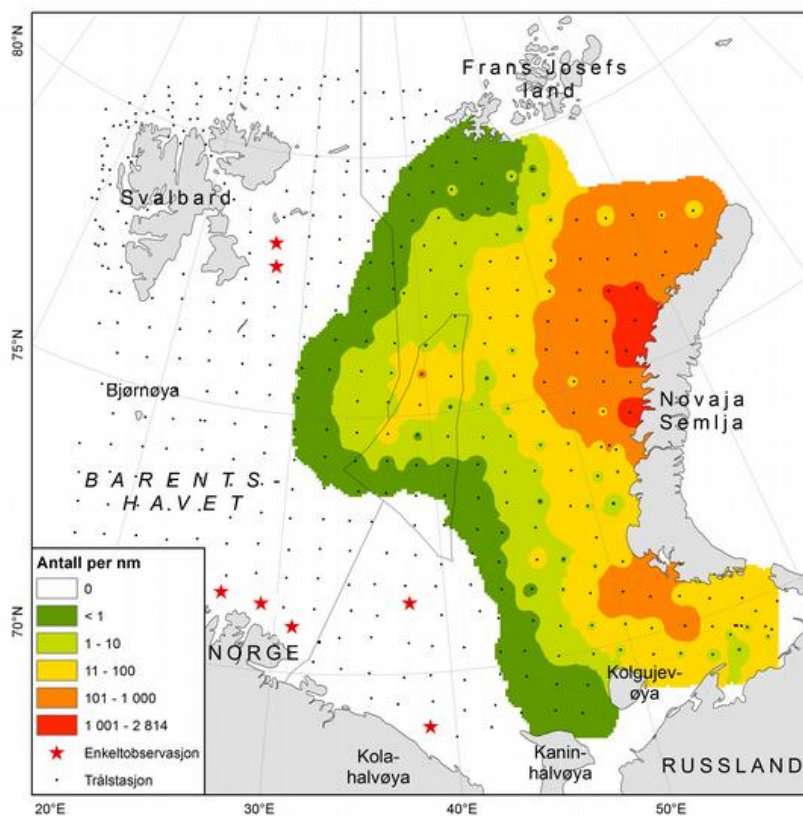 80°N
Frans Josefs
land
Svalbard
75°N
Bjørnøya
Novaja
Semlja
BARENTS-
HAVET
70°N
Antall per nm
0
< 1
1 - 10
11 - 100
101 - 1 000
1 001 - 2 814
Enkeltobservasjon
Trålstasjon
NORGE
Kolgujev-
øya
Kola-
halvøya
Kanin-
halvøya
RUSSLAND
20°E
30°E
40°E
50°E